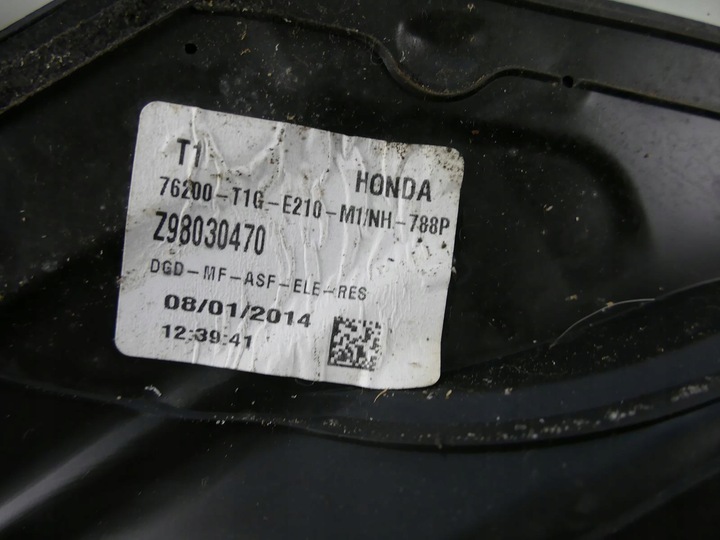 T1
HONDA
76200-T1G-E210-M1/NH-788P
Z98030470
DGD-MF-ASF-ELE-RES
08/01/2014
12:39:41